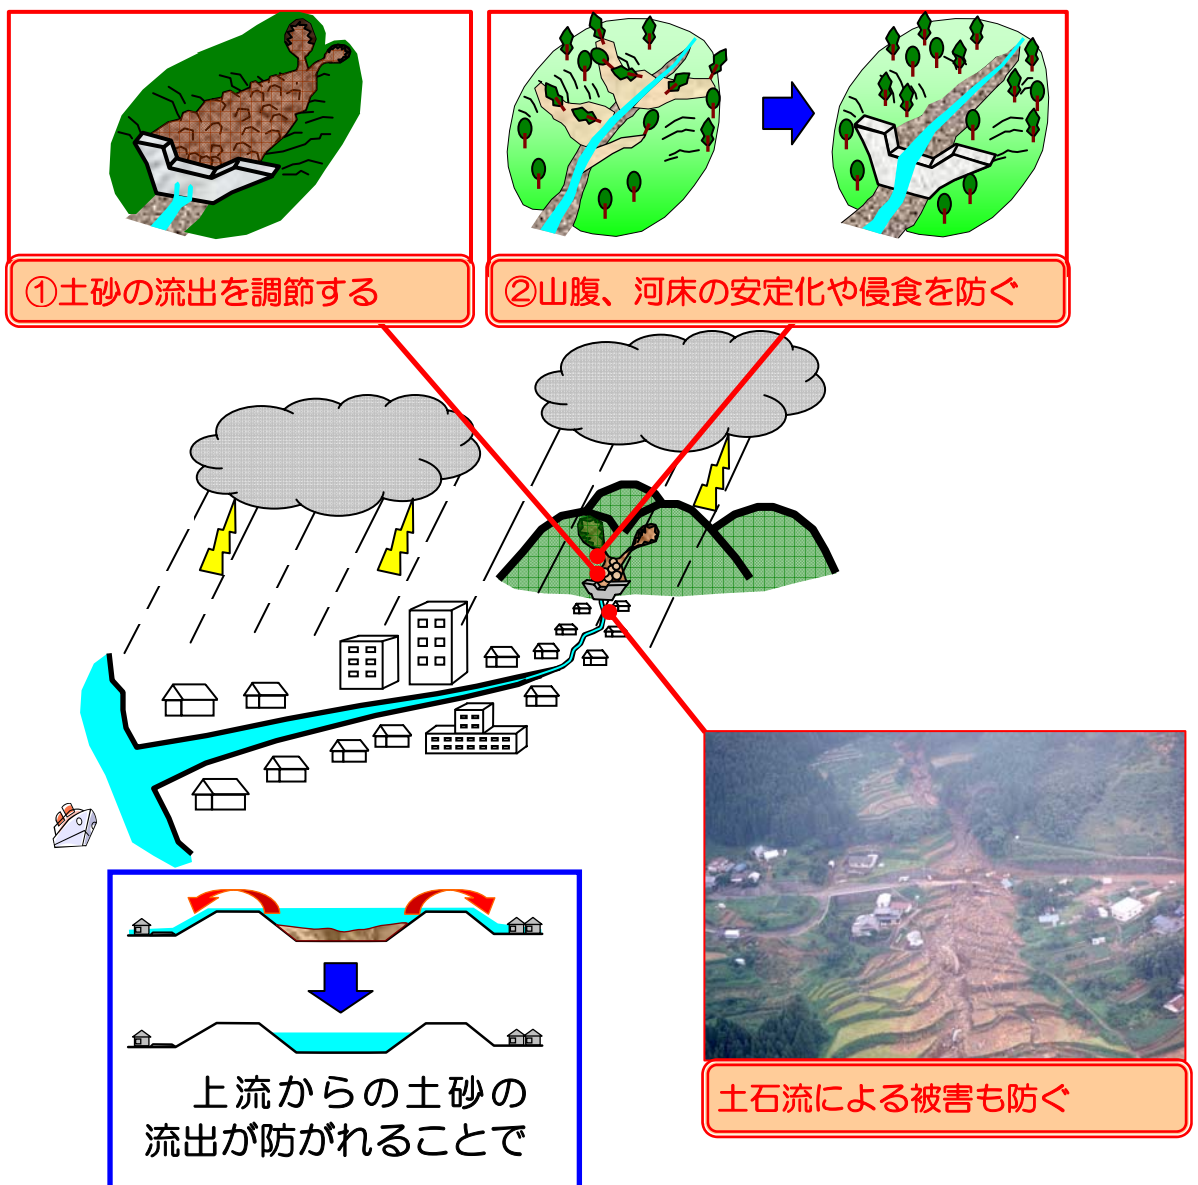 ①土砂の流出を調節する
②山腹、河床の安定化や侵食を防ぐ
土石流による被害も防ぐ
上流からの土砂の
流出が防がれることで